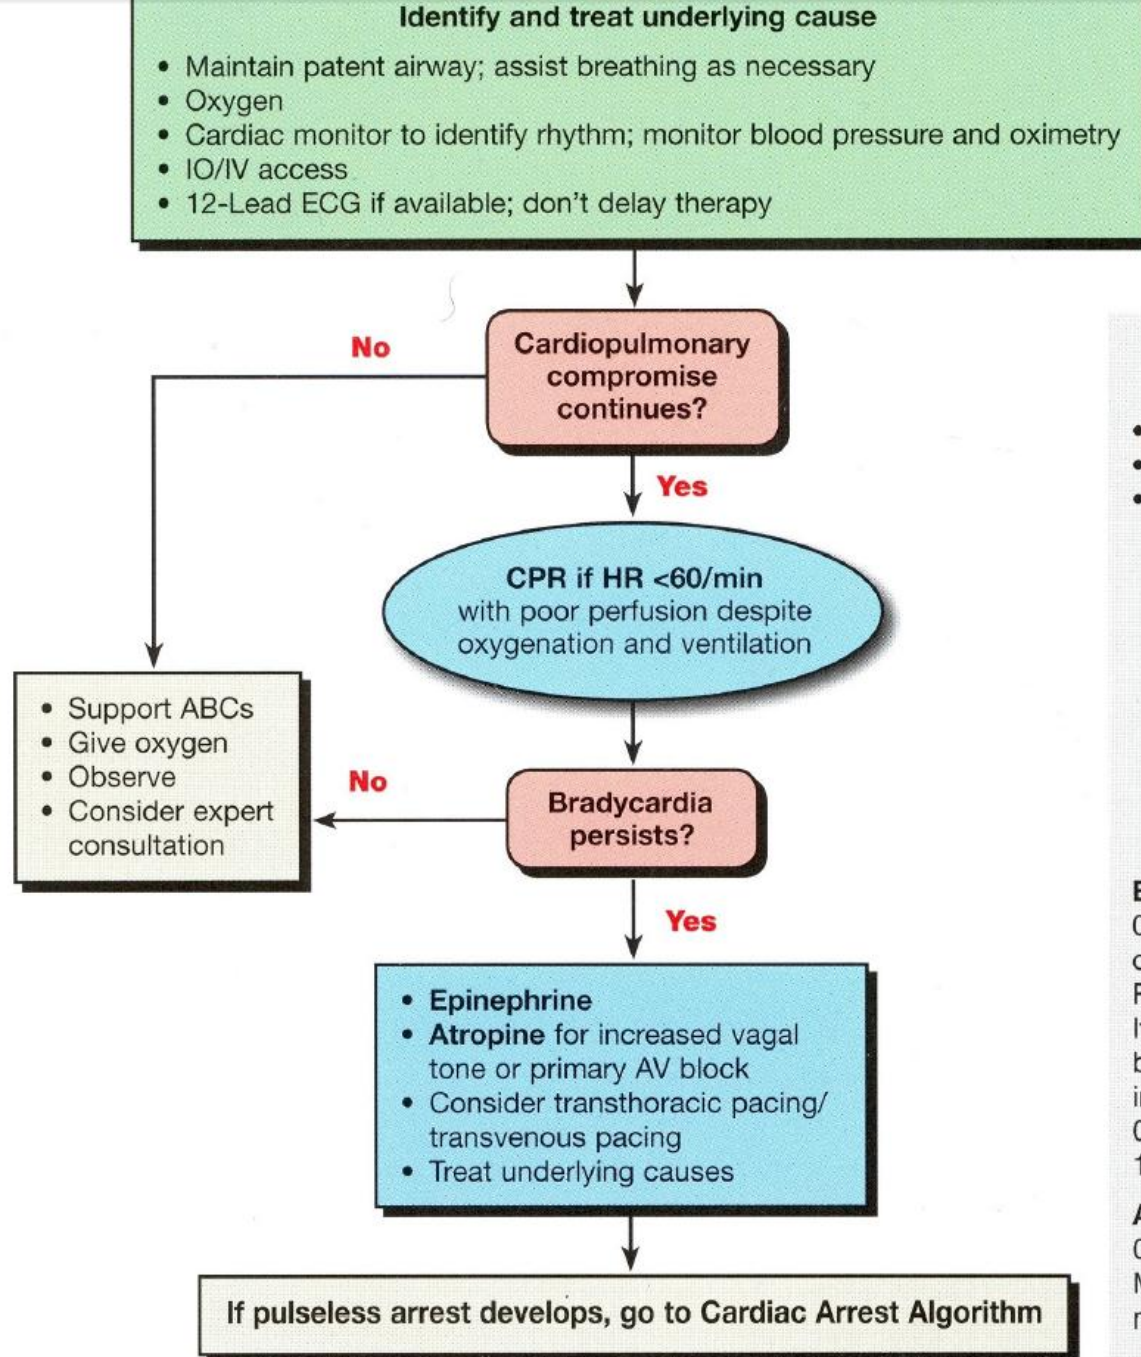 Identify and treat underlying cause
• Maintain patent airway; assist breathing as necessary
• Oxygen
• Cardiac monitor to identify rhythm; monitor blood pressure and oximetry
• IO/IV access
• 12-Lead ECG if available; don't delay therapy
Cardiopulmonary
compromise
continues?
No
Yes
CPR if HR <60/min
with poor perfusion despite
oxygenation and ventilation
• Support ABCs
• Give oxygen
• Observe
• Consider expert
consultation
No
Bradycardia
persists?
Yes
• Epinephrine
• Atropine for increased vagal
tone or primary AV block
• Consider transthoracic pacing/
transvenous pacing
• Treat underlying causes
If pulseless arrest develops, go to Cardiac Arrest Algorithm